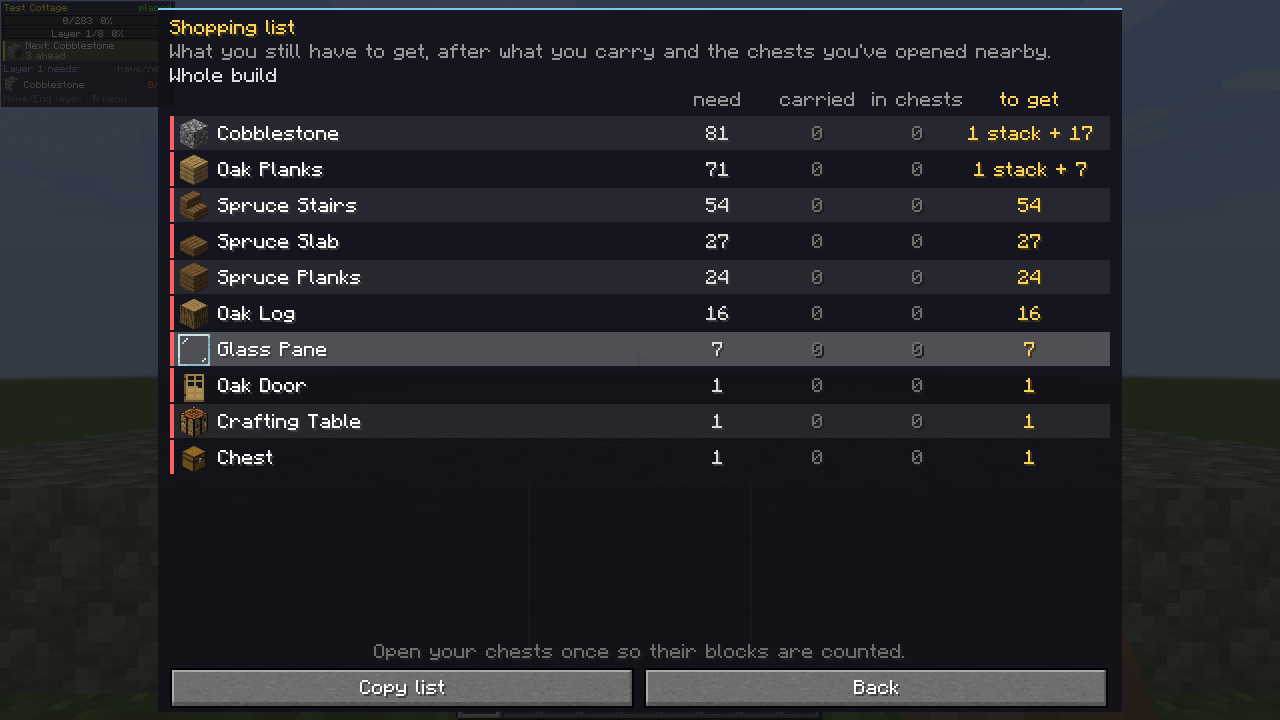 Test Cottage
0/283 0%
Layer 1/8 0%
Next: Cobblestone
3 ahead
Layer 1 needs:
Cobblestone
Shopping list
What you still have to get, after what you carry and the chests you've opened nearby.
Whole build
need carried in chests to get
Cobblestone 81 0 0 1 stack + 17
Oak Planks 71 0 0 1 stack + 7
Spruce Stairs 54 0 0 54
Spruce Slab 27 0 0 27
Spruce Planks 24 0 0 24
Oak Log 16 0 0 16
Glass Pane 7 0 0 7
Oak Door 1 0 0 1
Crafting Table 1 0 0 1
Chest 1 0 0 1
Open your chests once so their blocks are counted.
Copy list Back